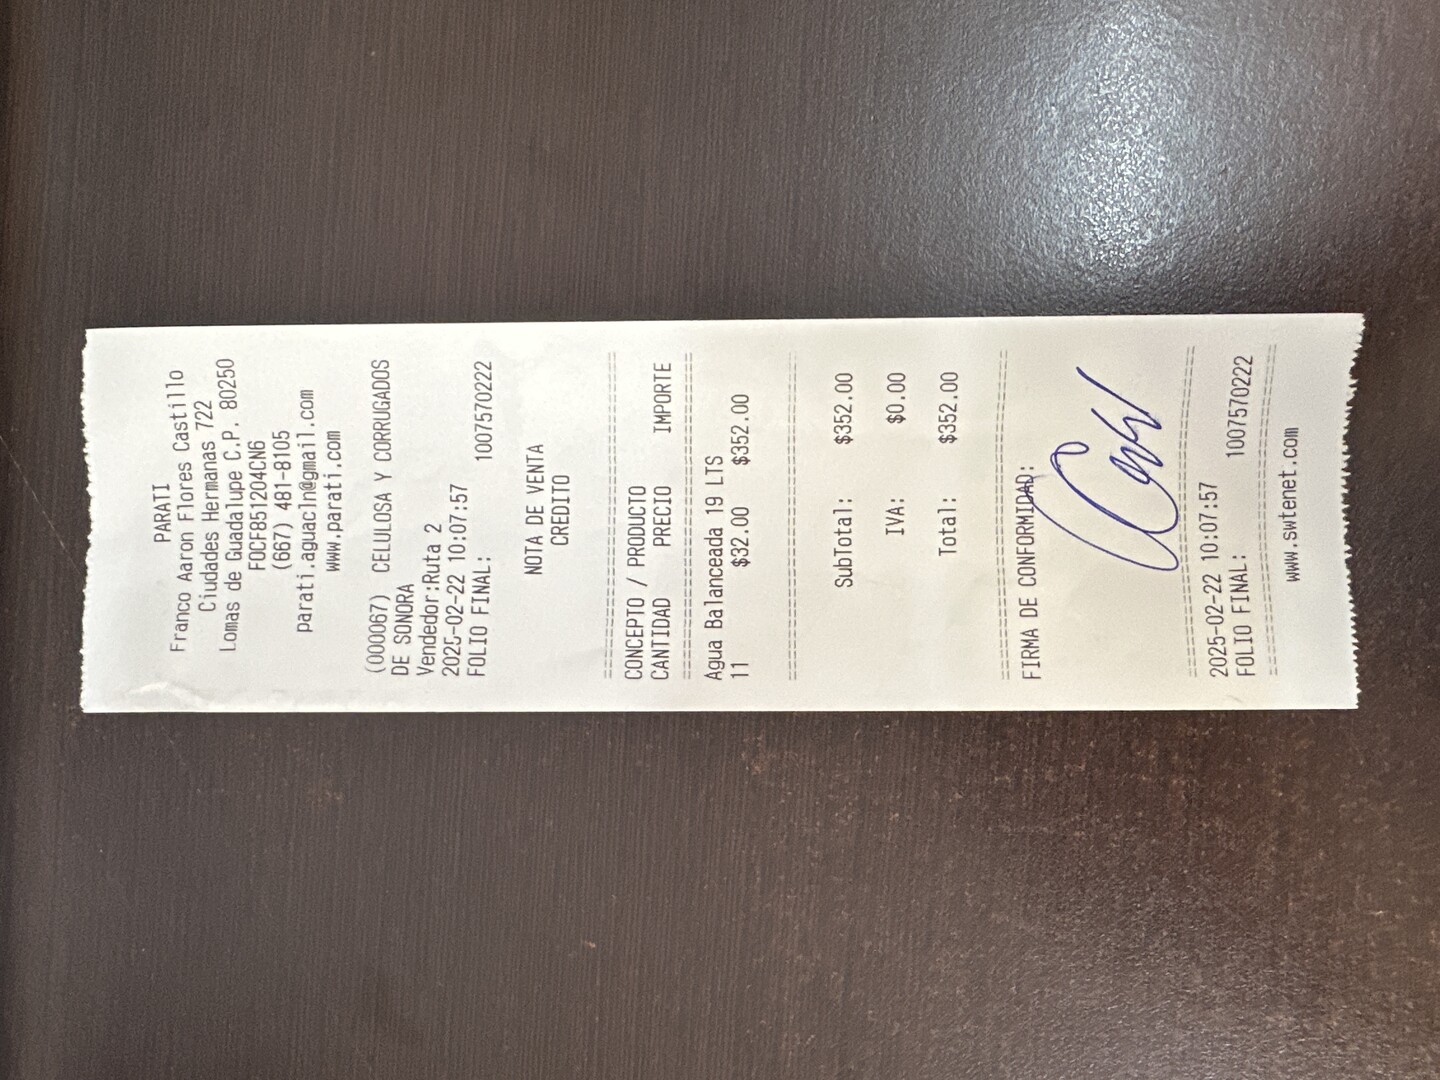 PARATI
Franco Aaron Flores Castillo
Ciudades Hermanas 722
Lomas de Guadalupe C.P. 80250
FOCF851204CN6
(667) 481-8105
parati.aguacln@gmail.com
www.parati.com
(000067) CELULOSA Y CORRUGADOS
DE SONORA
Vendedor:Ruta 2
2025-02-22 10:07:57
FOLIO FINAL: 1007570222
NOTA DE VENTA
CREDITO
CONCEPTO / PRODUCTO
CANTIDAD PRECIO IMPORTE
Agua Balanceada 19 LTS
11 $32.00 $352.00
SubTotal: $352.00
IVA: $0.00
Total: $352.00
FIRMA DE CONFORMIDAD:
2025-02-22 10:07:57
FOLIO FINAL: 1007570222
www.swtenet.com